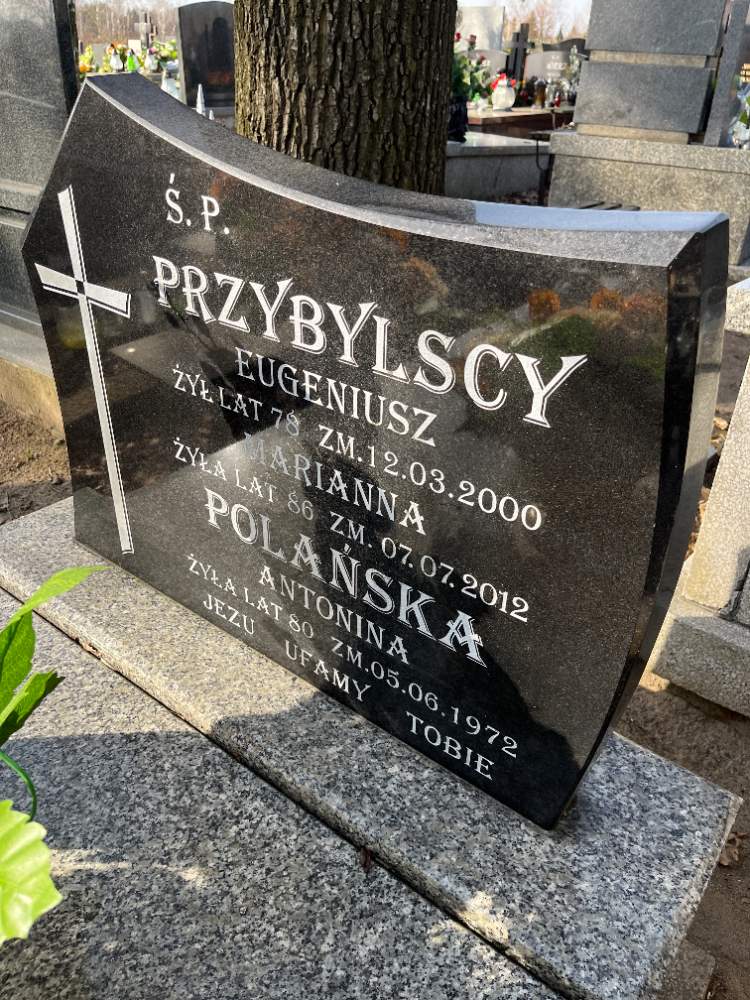 Ś. P.
PRZYBYLSCY
EUGENIUSZ
ŻYŁ LAT 78 ZM. 12.03.2000
MARIANNA
ŻYŁA LAT 86 ZM. 07.07.2012
POLAŃSKA
ANTONINA
ŻYŁA LAT 80 ZM. 05.06.1972
JEZU UFAMY TOBIE